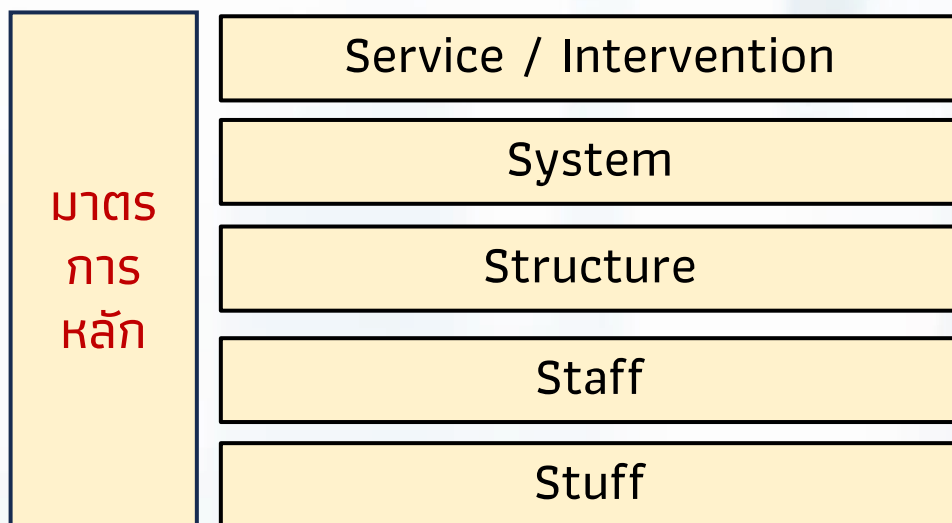 มาตร
การ
หลัก
Service / Intervention
System
Structure
Staff
Stuff